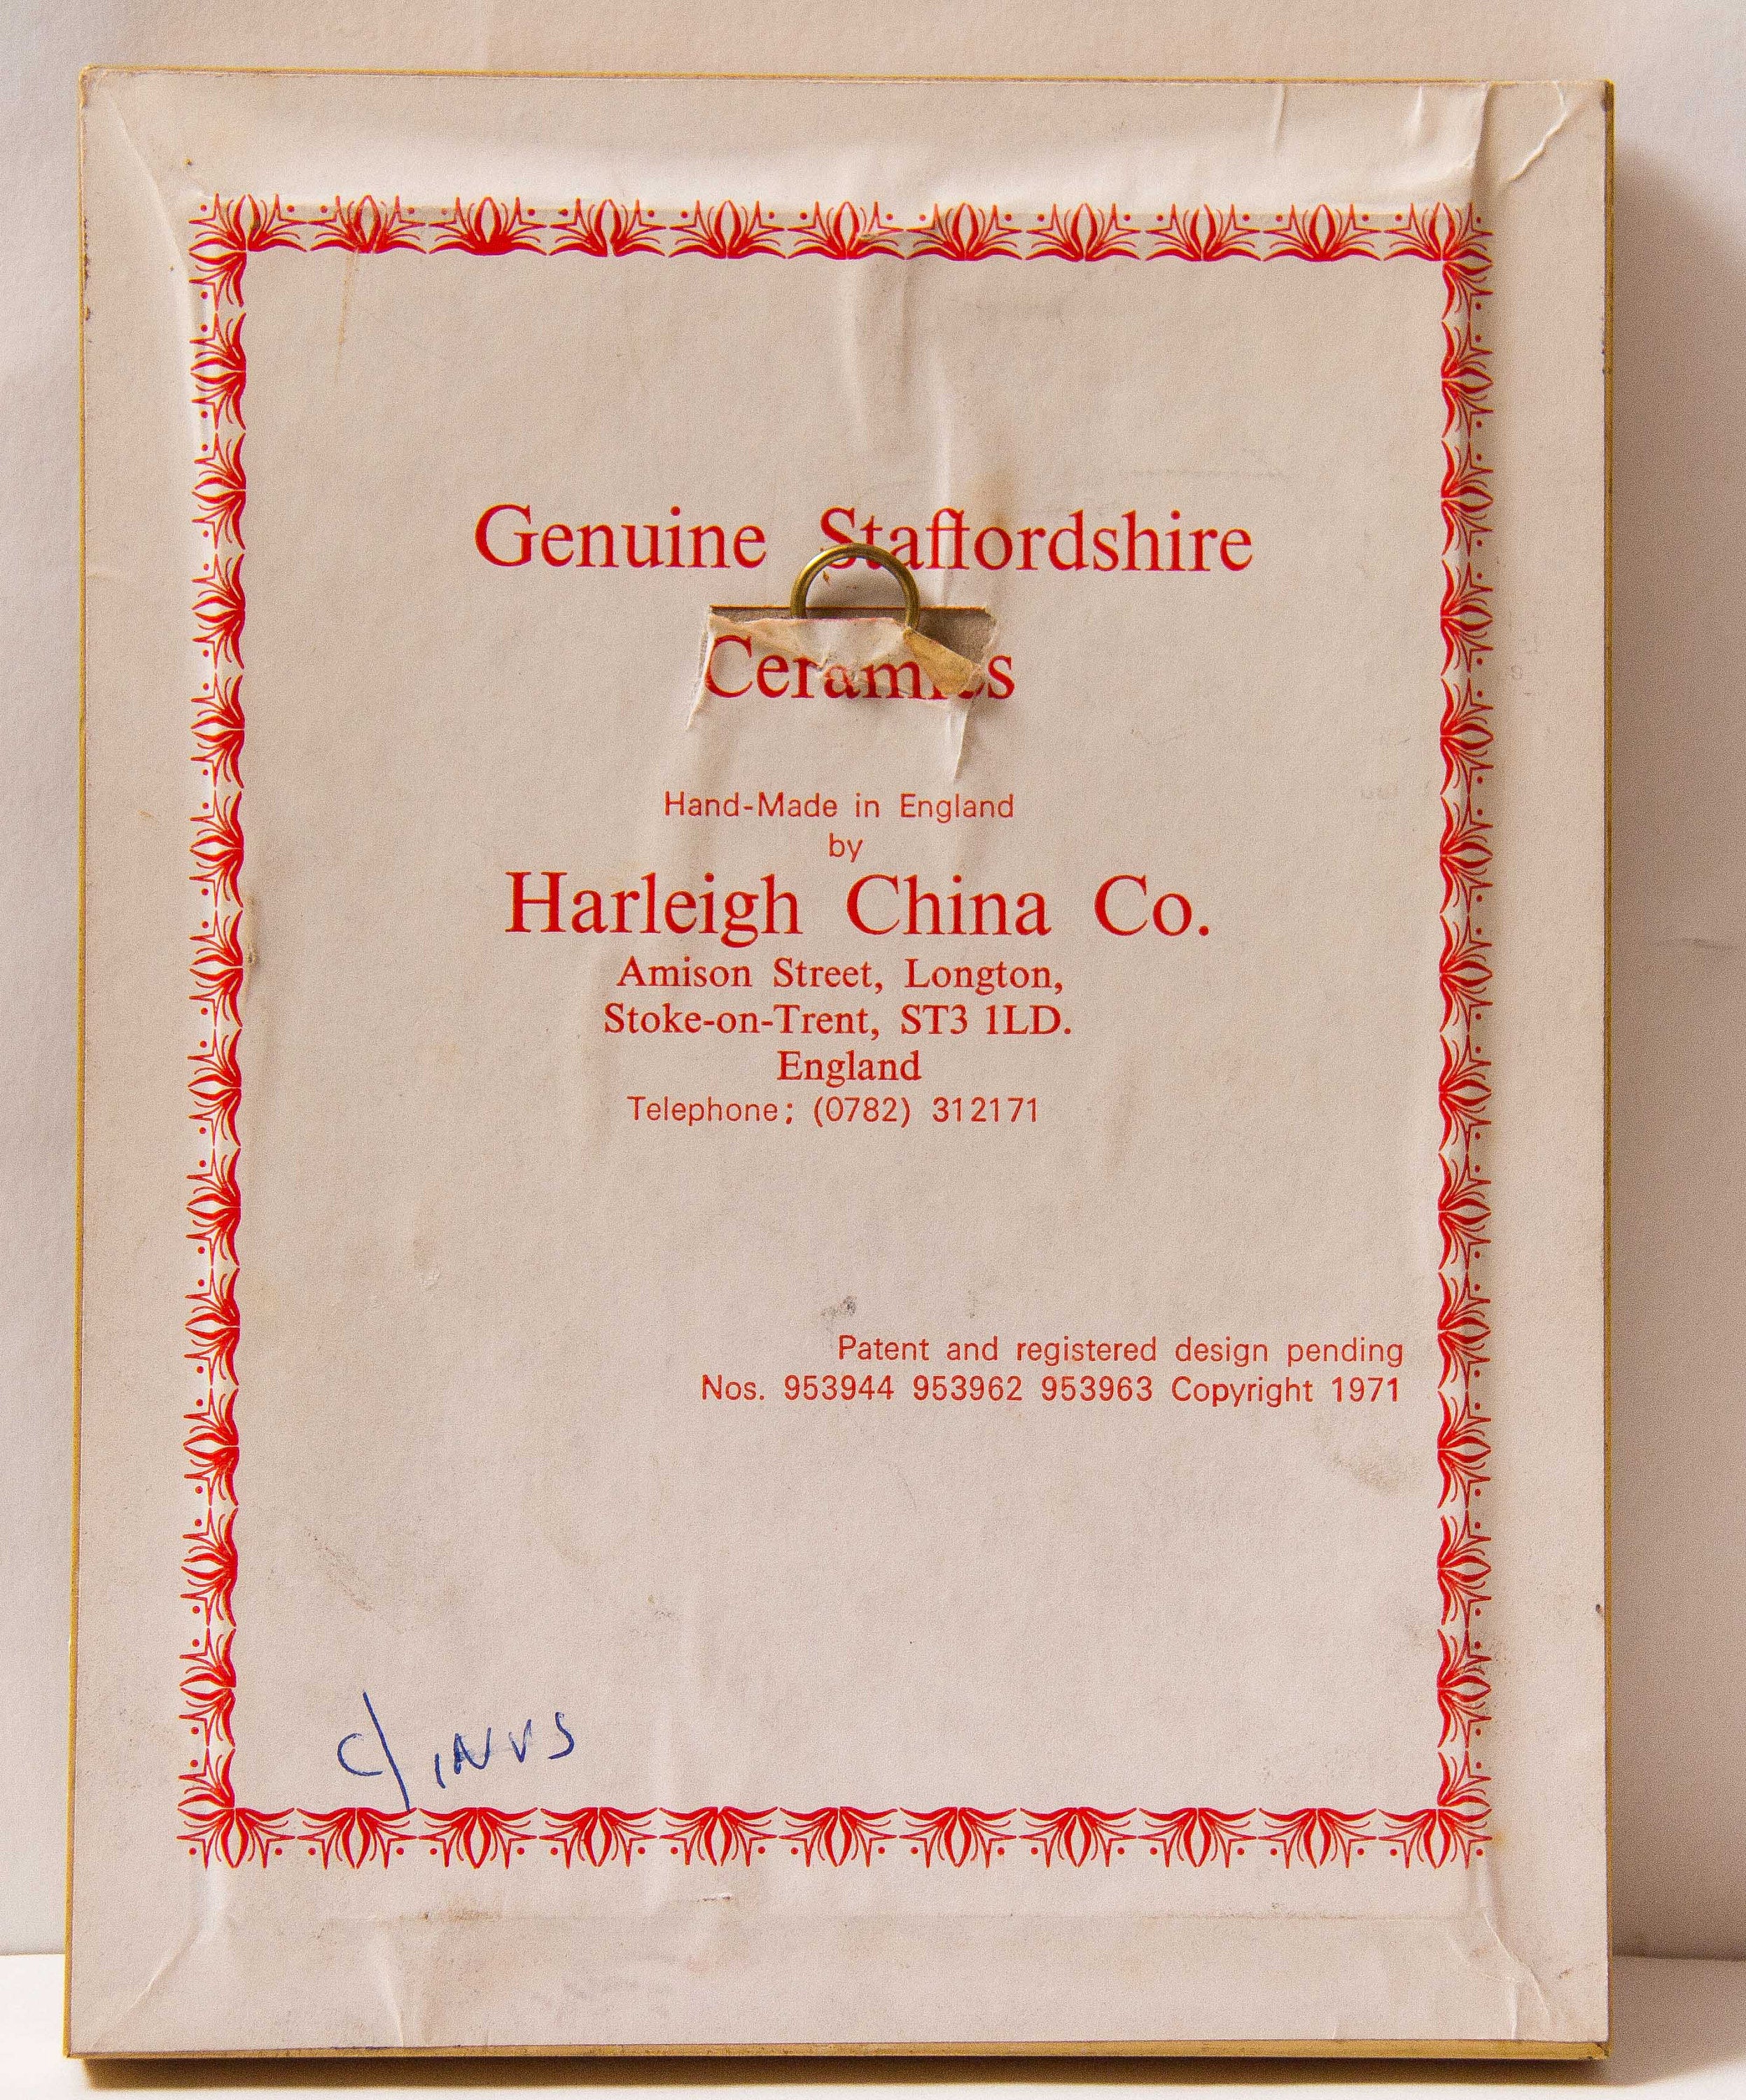 Genuine Staffordshire
Ceramics
Hand-Made in England
by
Harleigh China Co.
Amison Street, Longton,
Stoke-on-Trent, ST3 1LD.
England
Telephone; (0782) 312171
Patent and registered design pending
Nos. 953944 953962 953963 Copyright 1971